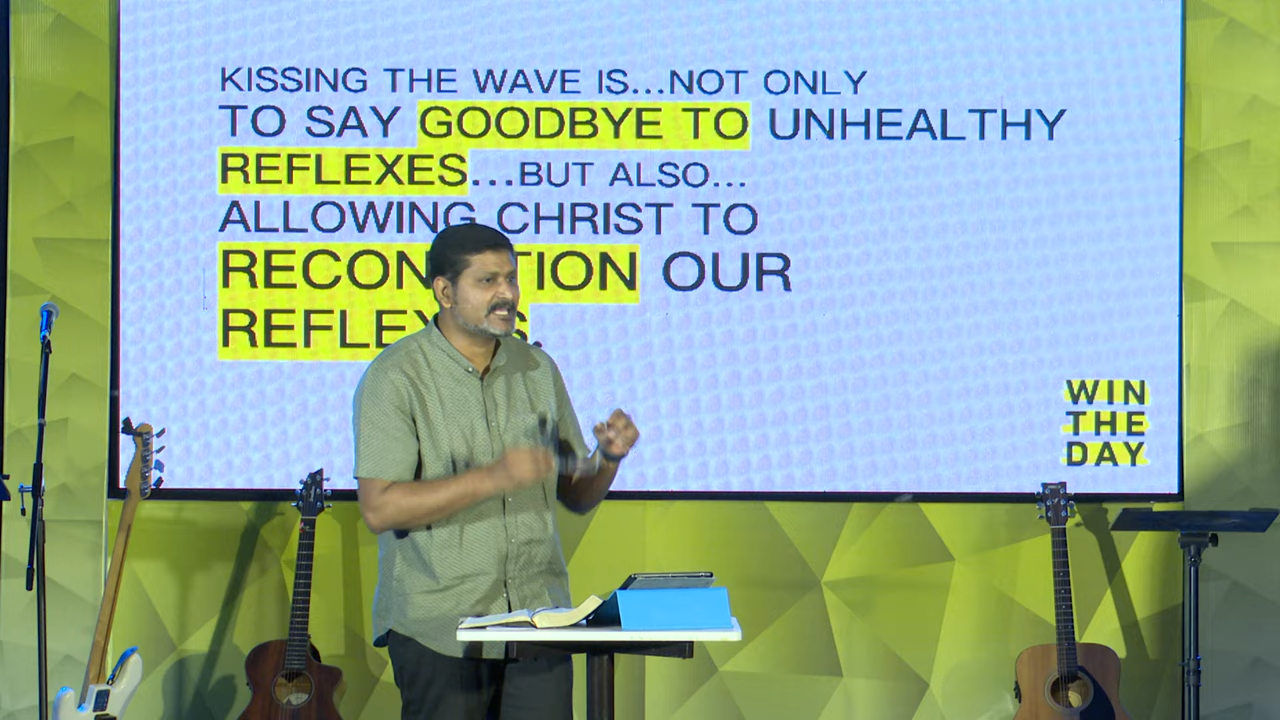 KISSING THE WAVE IS...NOT ONLY
TO SAY GOODBYE TO UNHEALTHY
REFLEXES...BUT ALSO...
ALLOWING CHRIST TO
OUR
WIN
THE
DAY